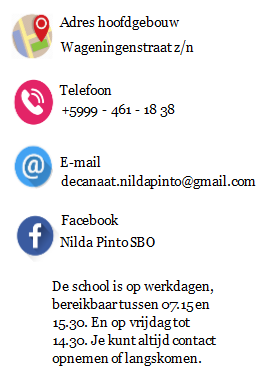 Adres hoofdgebouw
Wageningenstraat z/n
Telefoon
+5999 - 461 - 18 38
E-mail
decanaat.nildapinto@gmail.com
Facebook
Nilda Pinto SBO
De school is op werkdagen,
bereikbaar tussen 07.15 en
15.30. En op vrijdag tot
14.30. Je kunt altijd contact
opnemen of langskomen.